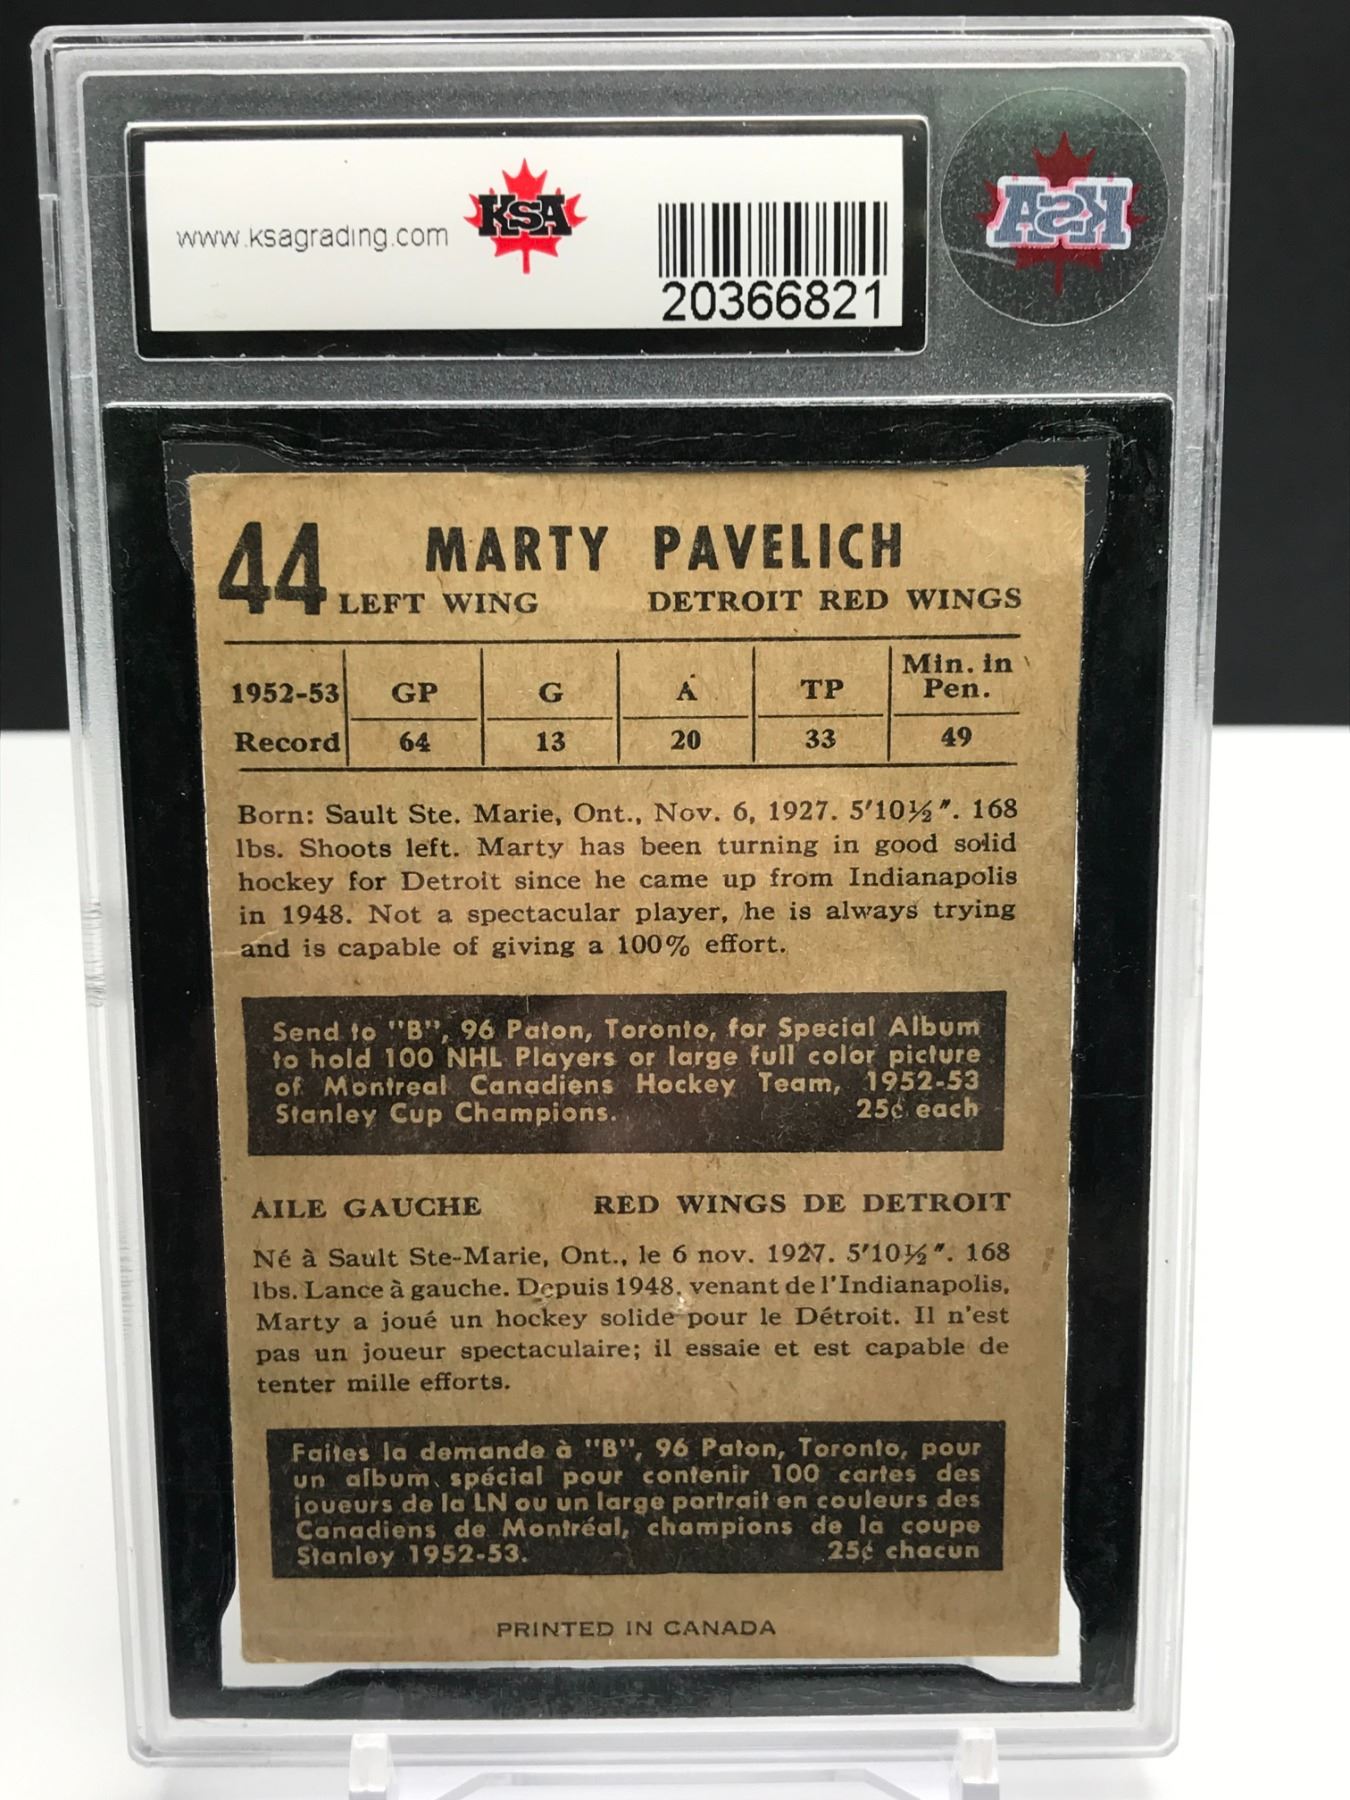 www.ksagrading.com
KSA
20366821
KSA
44 MARTY PAVELICH
LEFT WING DETROIT RED WINGS
1952-53 GP G A TP Min. in Pen.
Record 64 13 20 33 49
Born: Sault Ste. Marie, Ont., Nov. 6, 1927. 5'10½". 168
lbs. Shoots left. Marty has been turning in good solid
hockey for Detroit since he came up from Indianapolis
in 1948. Not a spectacular player, he is always trying
and is capable of giving a 100% effort.
Send to "B", 96 Paton, Toronto, for Special Album
to hold 100 NHL Players or large full color picture
of Montreal Canadiens Hockey Team, 1952-53
Stanley Cup Champions. 25¢ each
AILE GAUCHE RED WINGS DE DETROIT
Né à Sault Ste-Marie, Ont., le 6 nov. 1927. 5'10½". 168
lbs. Lance à gauche. Depuis 1948, venant de l'Indianapolis,
Marty a joué un hockey solide pour le Détroit. Il n'est
pas un joueur spectaculaire; il essaie et est capable de
tenter mille efforts.
Faites la demande à "B", 96 Paton, Toronto, pour
un album spécial pour contenir 100 cartes des
joueurs de la LN ou un large portrait en couleurs des
Canadiens de Montréal, champions de la coupe
Stanley 1952-53. 25¢ chacun
PRINTED IN CANADA